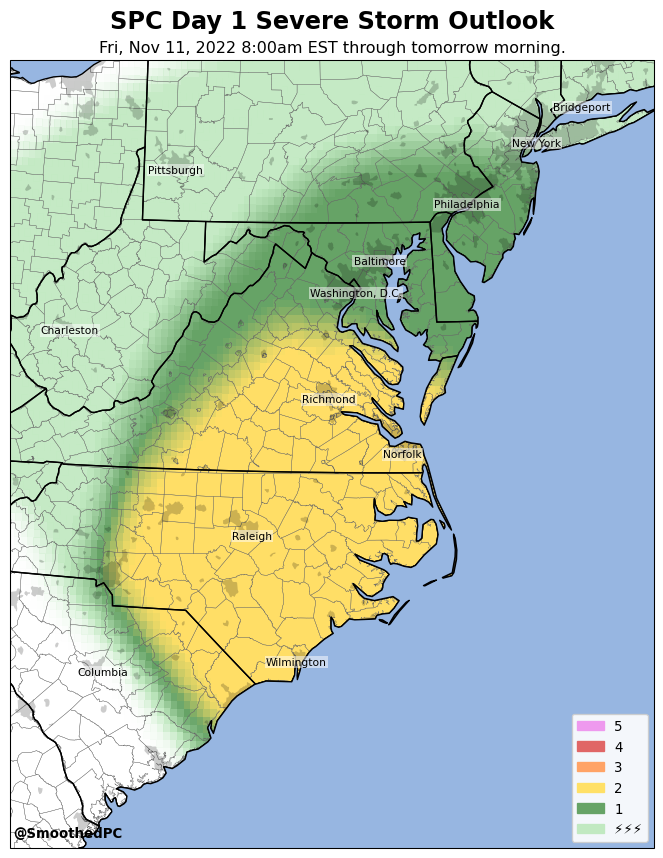 SPC Day 1 Severe Storm Outlook
Fri, Nov 11, 2022 8:00am EST through tomorrow morning.
Bridgeport
New York
Pittsburgh
Philadelphia
Baltimore
Washington, D.C.
Charleston
Richmond
Norfolk
Raleigh
Wilmington
Columbia
5
4
3
2
1
⚡⚡⚡
@SmoothedPC